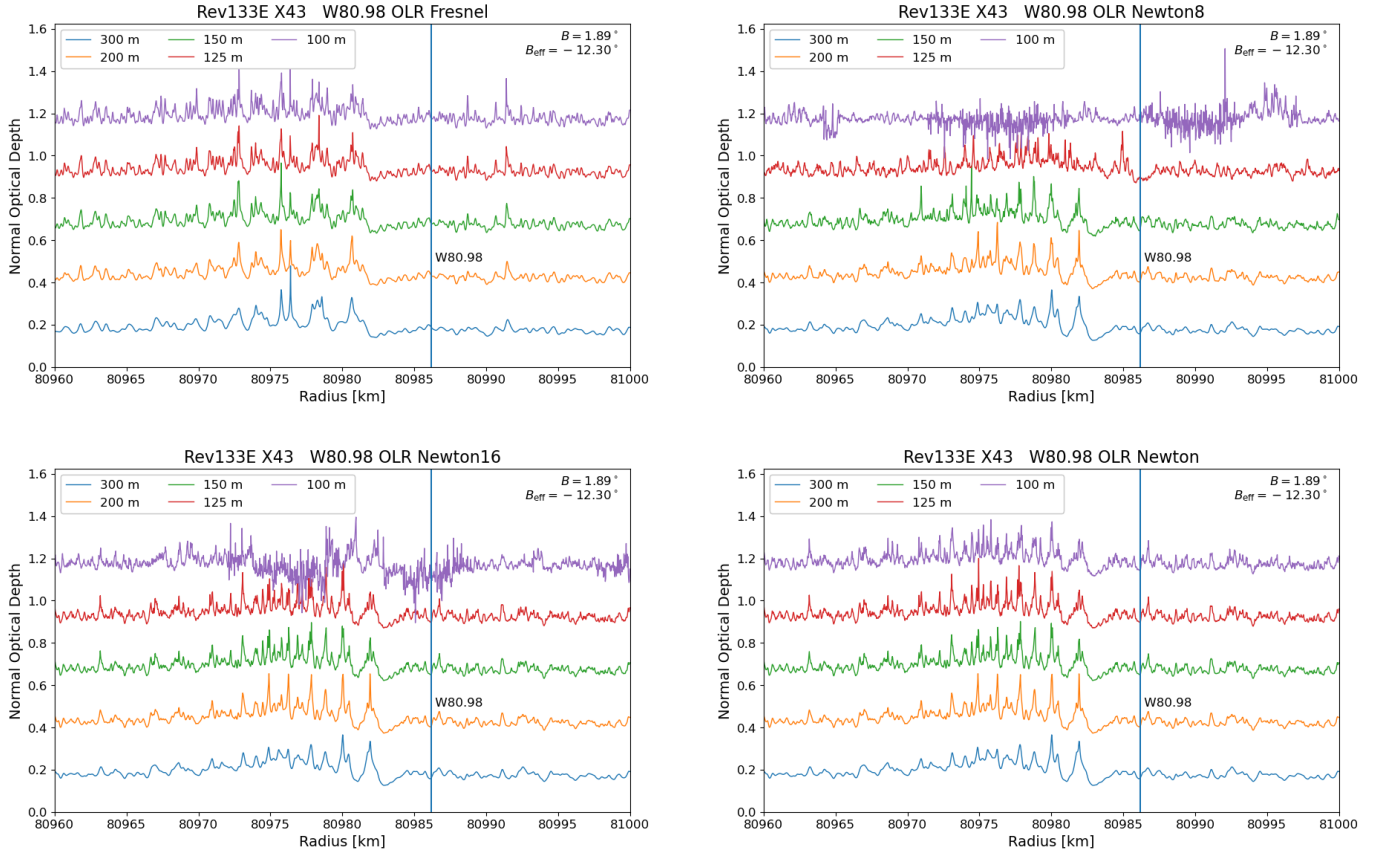 Rev133E X43 W80.98 OLR Fresnel
300 m 150 m 100 m
200 m 125 m
B = 1.89°
B_eff = −12.30°
W80.98
Normal Optical Depth
1.6
1.4
1.2
1.0
0.8
0.6
0.4
0.2
0.0
80960 80965 80970 80975 80980 80985 80990 80995 81000
Radius [km]
Rev133E X43 W80.98 OLR Newton8
300 m 150 m 100 m
200 m 125 m
B = 1.89°
B_eff = −12.30°
W80.98
Normal Optical Depth
1.6
1.4
1.2
1.0
0.8
0.6
0.4
0.2
0.0
80960 80965 80970 80975 80980 80985 80990 80995 81000
Radius [km]
Rev133E X43 W80.98 OLR Newton16
300 m 150 m 100 m
200 m 125 m
B = 1.89°
B_eff = −12.30°
W80.98
Normal Optical Depth
1.6
1.4
1.2
1.0
0.8
0.6
0.4
0.2
0.0
80960 80965 80970 80975 80980 80985 80990 80995 81000
Radius [km]
Rev133E X43 W80.98 OLR Newton
300 m 150 m 100 m
200 m 125 m
B = 1.89°
B_eff = −12.30°
W80.98
Normal Optical Depth
1.6
1.4
1.2
1.0
0.8
0.6
0.4
0.2
0.0
80960 80965 80970 80975 80980 80985 80990 80995 81000
Radius [km]